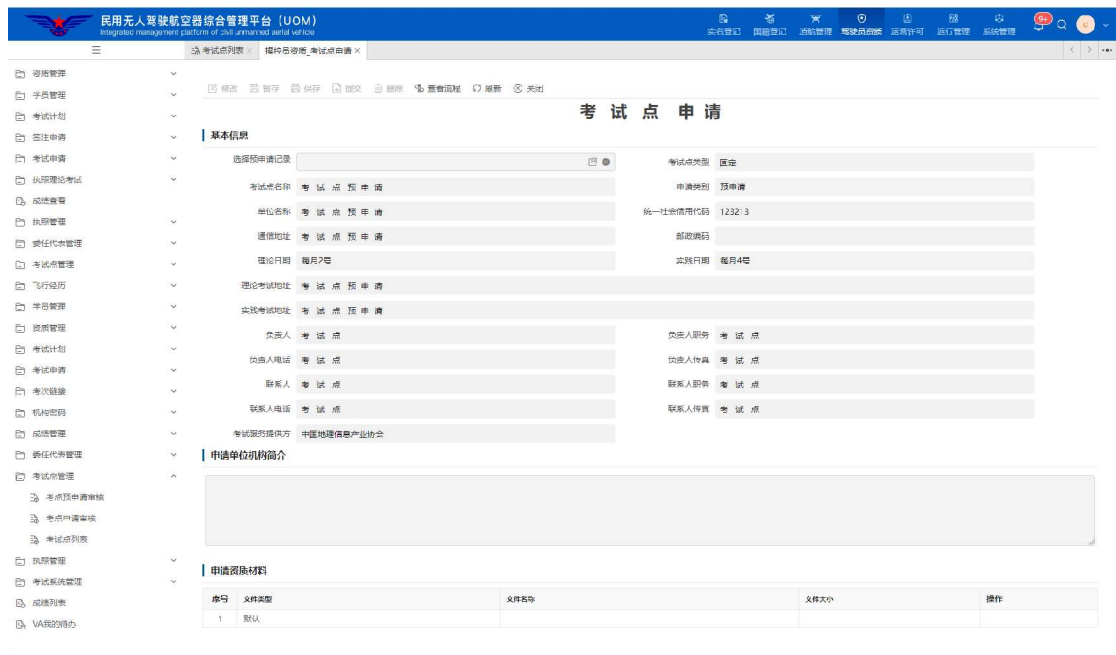 民用无人驾驶航空器综合管理平台（UOM）
Integrated management platform of civil unmanned aerial vehicle
实名登记 国籍登记 适航管理 驾驶员资质 运营许可 运行管理 系统管理
9+
考试点列表 × 操控员资质_考试点申请 ×
资质管理
学员管理
考试计划
签注申请
考试申请
执照理论考试
成绩查看
执照管理
委任代表管理
考试点管理
飞行经历
学员管理
资质管理
考试计划
考试申请
考次链接
机构密码
成绩管理
委任代表管理
考试点管理
考点预申请审核
考点申请审核
考试点列表
执照管理
考试系统管理
成绩列表
VA我的待办
修改 暂存 保存 提交 删除 查看流程 刷新 关闭
考 试 点 申 请
基本信息
选择预申请记录 考试点类型 固定
考试点名称 考 试 点 预 申 请 申请类别 预申请
单位名称 考 试 点 预 申 请 统一社会信用代码 123213
通信地址 考 试 点 预 申 请 邮政编码
理论日期 每月2号 实践日期 每月4号
理论考试地址 考 试 点 预 申 请
实践考试地址 考 试 点 预 申 请
负责人 考 试 点 负责人职务 考 试 点
负责人电话 考 试 点 负责人传真 考 试 点
联系人 考 试 点 联系人职务 考 试 点
联系人电话 考 试 点 联系人传真 考 试 点
考试服务提供方 中国地理信息产业协会
申请单位机构简介
申请资质材料
序号 文件类型 文件名称 文件大小 操作
1 默认